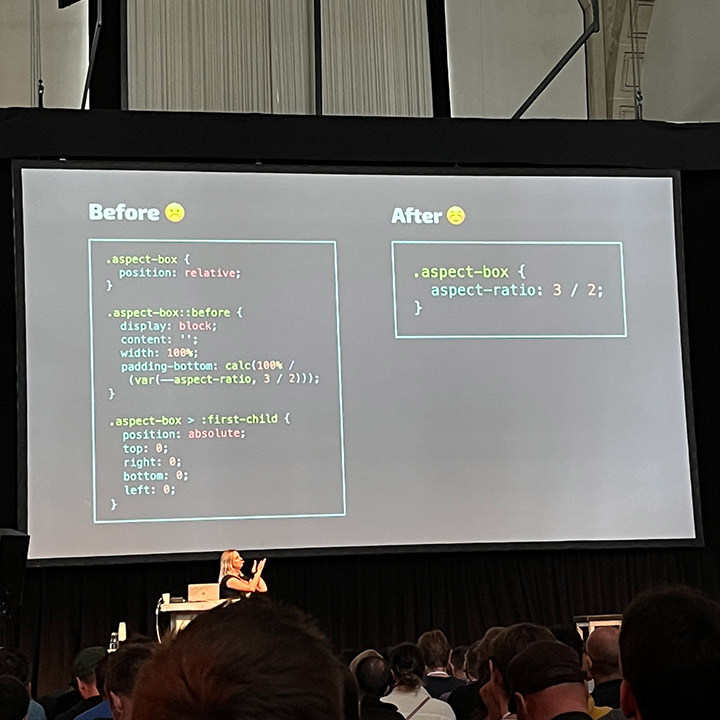 Before ☹️
.aspect-box {
  position: relative;
}
.aspect-box::before {
  display: block;
  content: '';
  width: 100%;
  padding-bottom: calc(100% /
   (var(--aspect-ratio, 3 / 2)));
}
.aspect-box > :first-child {
  position: absolute;
  top: 0;
  right: 0;
  bottom: 0;
  left: 0;
}
After ☺️
.aspect-box {
  aspect-ratio: 3 / 2;
}